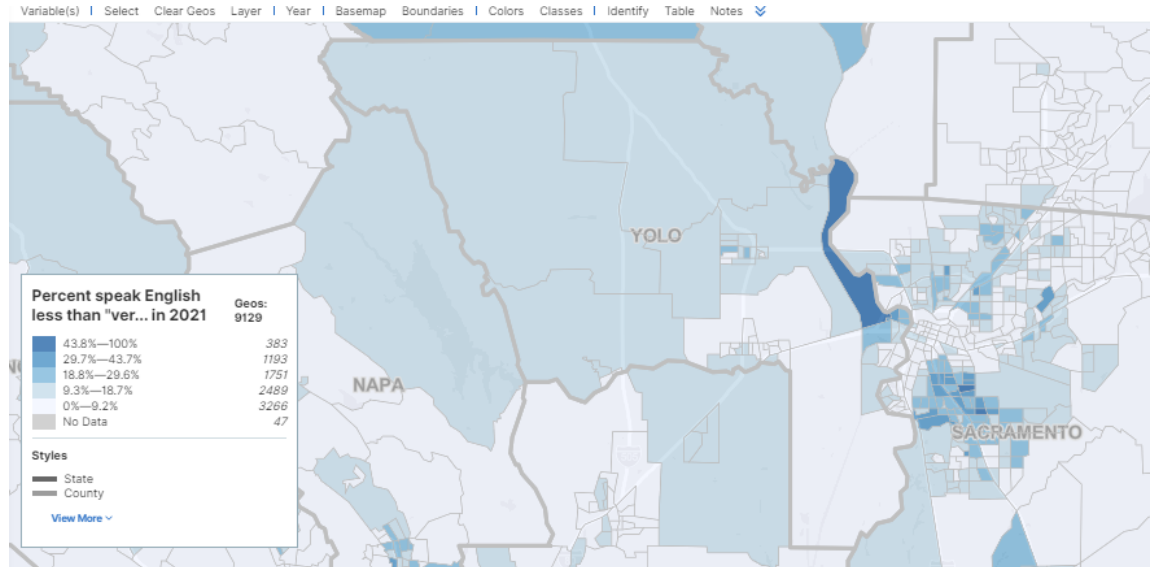 Variable(s) | Select Clear Geos Layer | Year | Basemap Boundaries | Colors Classes | Identify Table Notes
YOLO
Percent speak English
less than "ver... in 2021
Geos:
9129
43.8%—100% 383
29.7%—43.7% 1193
18.8%—29.6% 1751
9.3%—18.7% 2489
0%—9.2% 3266
No Data 47
NAPA
SACRAMENTO
Styles
State
County
View More